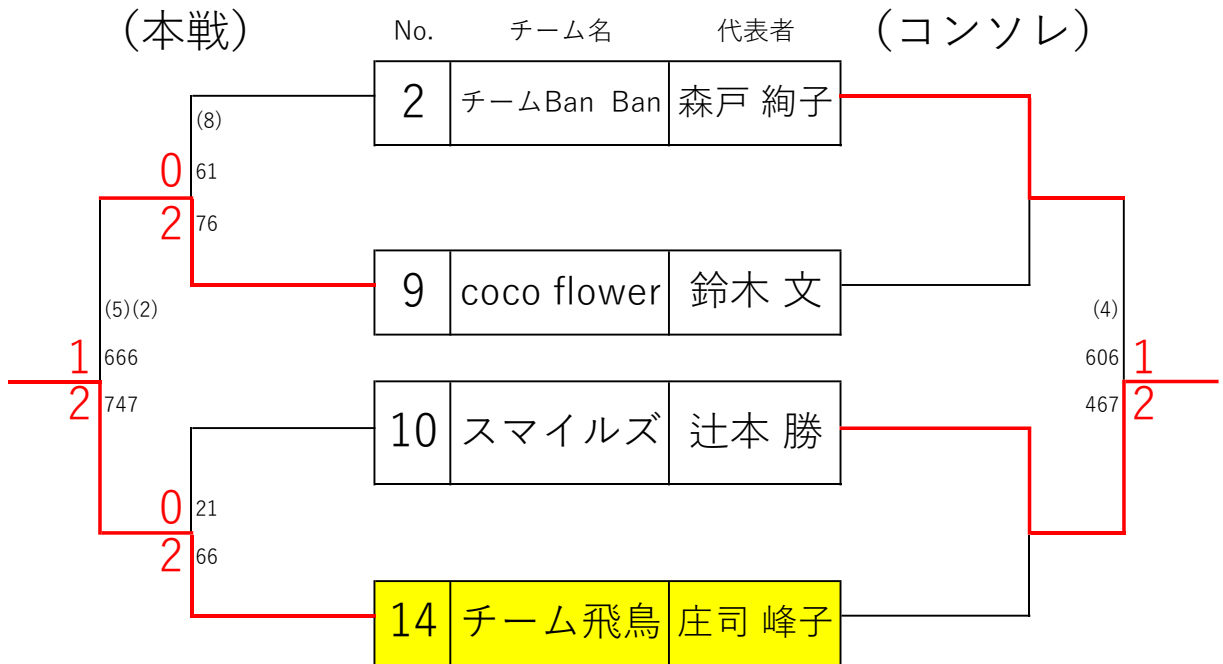 (本戦) No. チーム名 代表者 (コンソレ)
2 チームBan Ban 森戸 絢子
(8)
0 61
2 76
9 coco flower 鈴木 文
(5)(2) (4)
1 666 606 1
2 747 467 2
10 スマイルズ 辻本 勝
0 21
2 66
14 チーム飛鳥 庄司 峰子